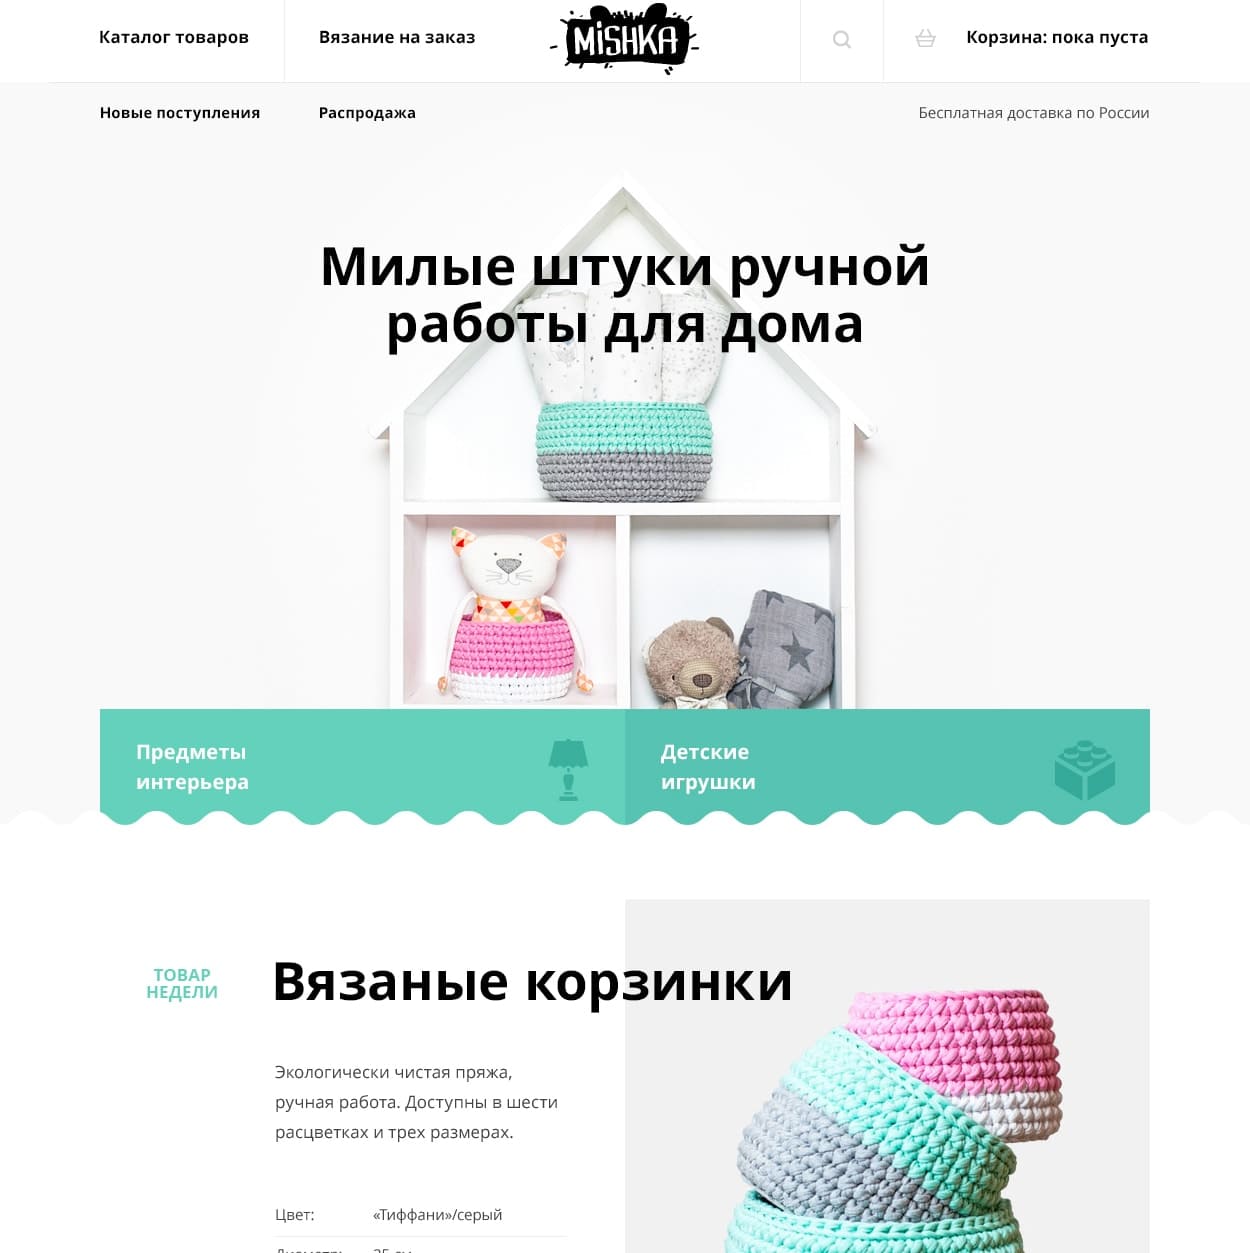 Каталог товаров
Вязание на заказ
MiSHKA
Корзина: пока пуста
Новые поступления
Распродажа
Бесплатная доставка по России
Милые штуки ручной
работы для дома
Предметы
интерьера
Детские
игрушки
ТОВАР
НЕДЕЛИ
Вязаные корзинки
Экологически чистая пряжа,
ручная работа. Доступны в шести
расцветках и трех размерах.
Цвет:
«Тиффани»/серый